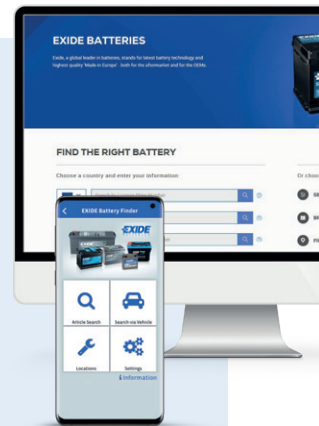 EXIDE BATTERIES
Exide, a global leader in batteries, stands for latest battery technology and
highest quality 'Made in Europe' - both for the aftermarket and for the OEMs.
FIND THE RIGHT BATTERY
Choose a country and enter your information
Or choo
EXIDE Battery Finder
EXIDE
Article Search
Search via Vehicle
Locations
Settings
i Information